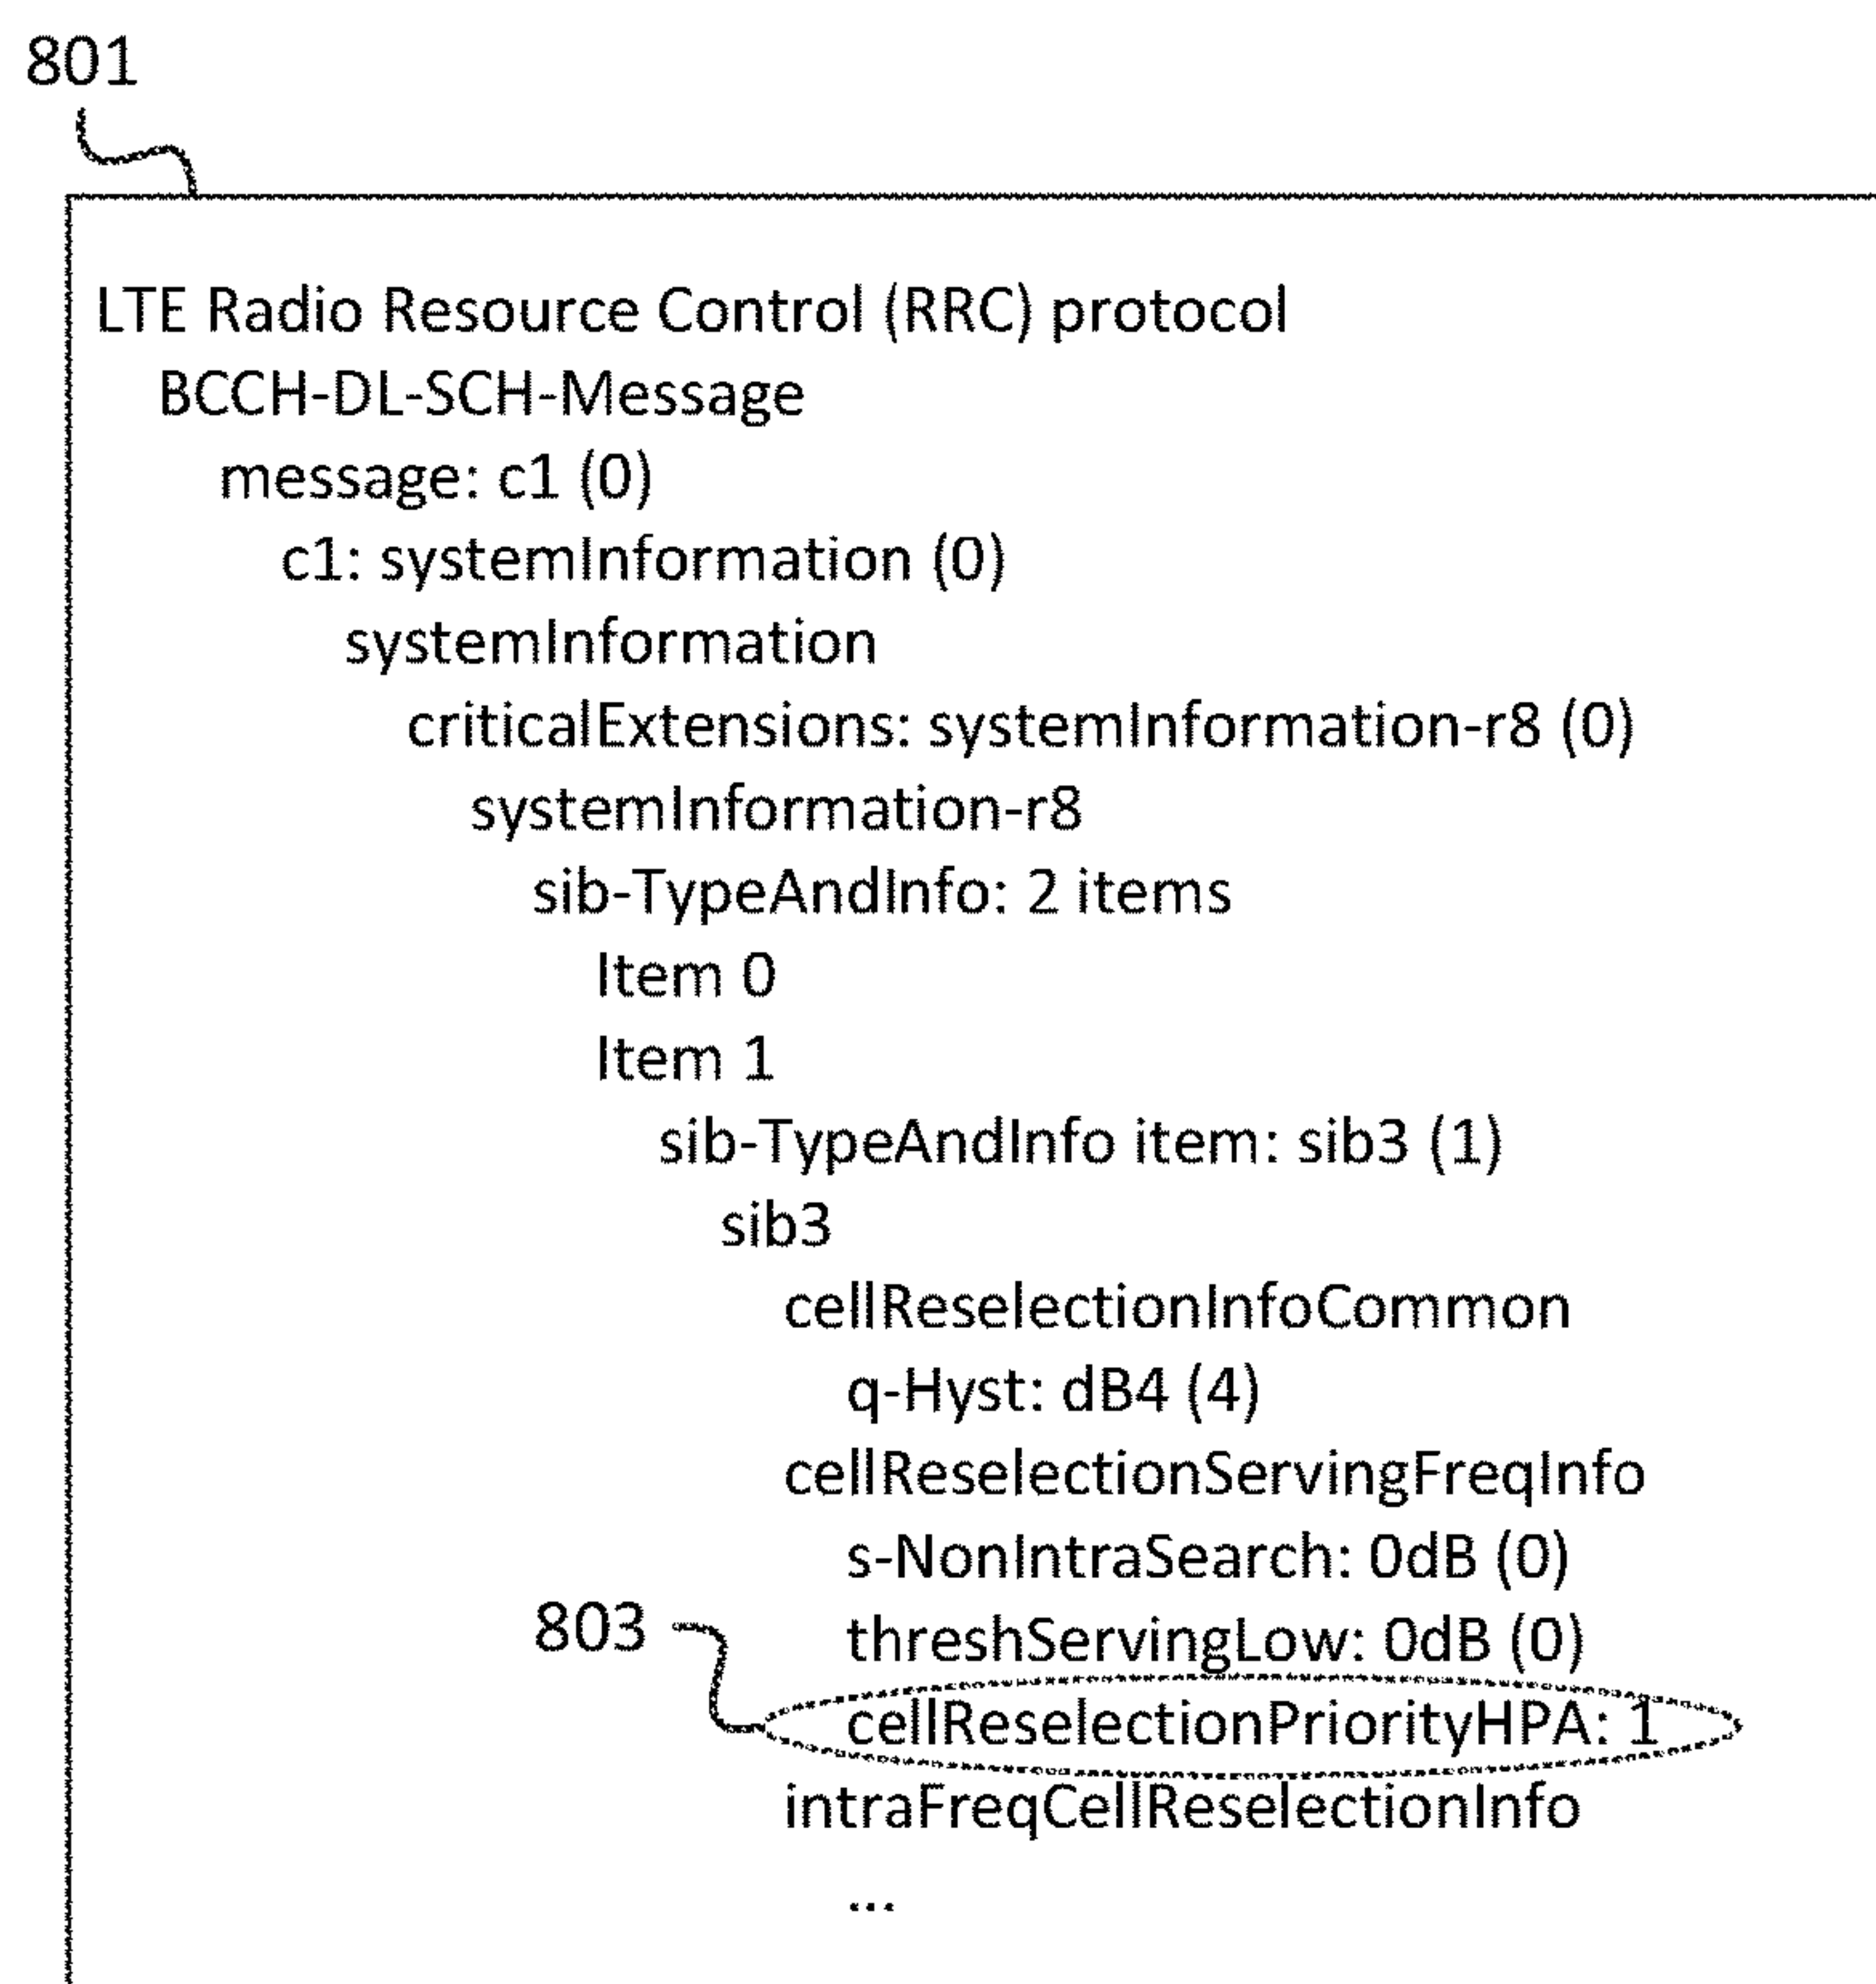 801
LTE Radio Resource Control (RRC) protocol
BCCH-DL-SCH-Message
message: c1 (0)
c1: systemInformation (0)
systemInformation
criticalExtensions: systemInformation-r8 (0)
systemInformation-r8
sib-TypeAndInfo: 2 items
Item 0
Item 1
sib-TypeAndInfo item: sib3 (1)
sib3
cellReselectionInfoCommon
q-Hyst: dB4 (4)
cellReselectionServingFreqInfo
s-NonIntraSearch: 0dB (0)
803 threshServingLow: 0dB (0)
cellReselectionPriorityHPA: 1
intraFreqCellReselectionInfo
...